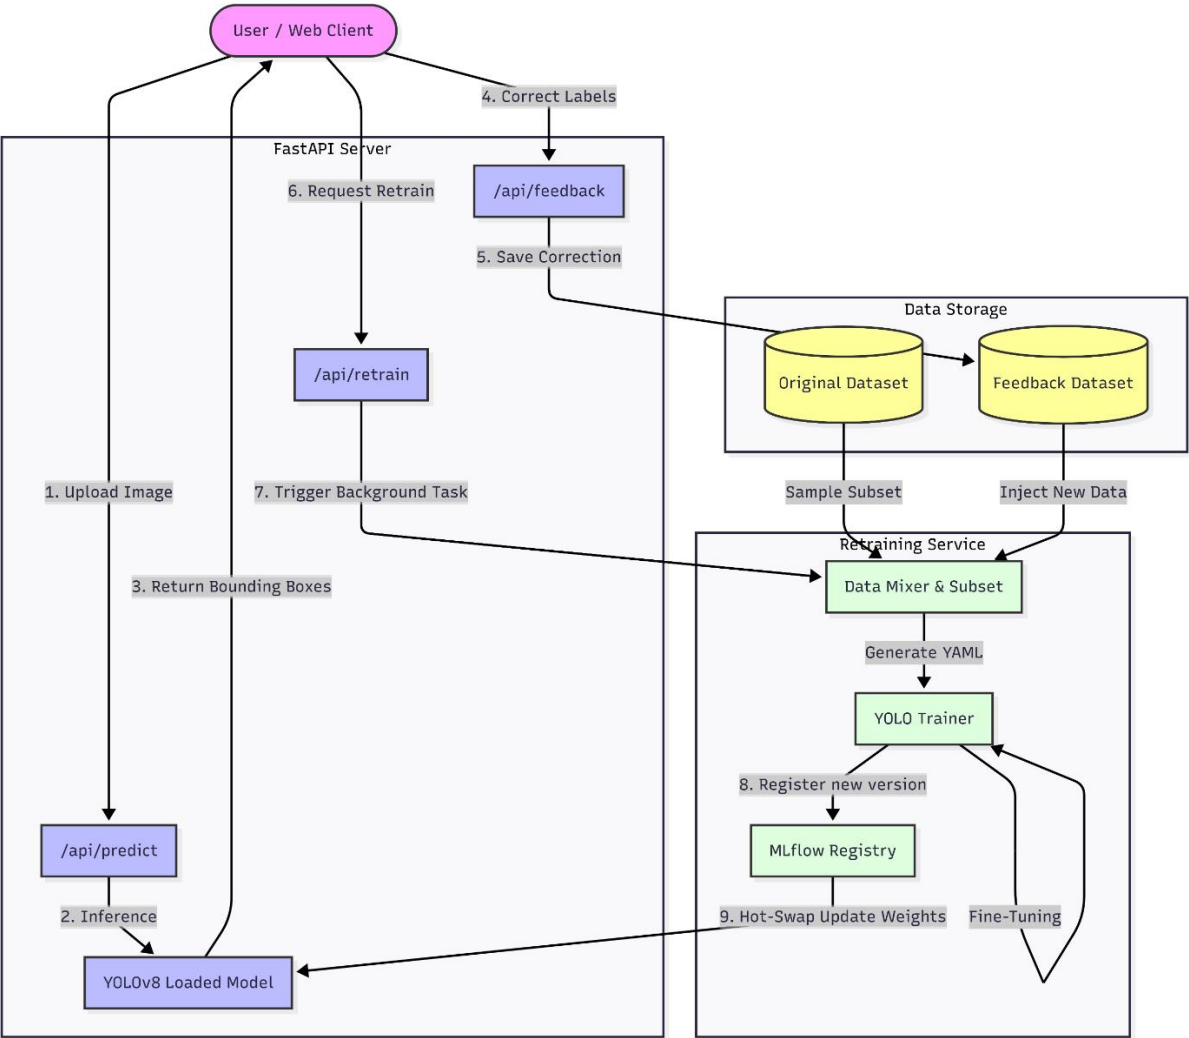 User / Web Client
4. Correct Labels
FastAPI Server
6. Request Retrain
/api/feedback
5. Save Correction
Data Storage
/api/retrain
Original Dataset
Feedback Dataset
1. Upload Image
7. Trigger Background Task
Sample Subset
Inject New Data
Retraining Service
3. Return Bounding Boxes
Data Mixer & Subset
Generate YAML
YOLO Trainer
8. Register new version
/api/predict
MLflow Registry
2. Inference
9. Hot-Swap Update Weights
Fine-Tuning
YOLOv8 Loaded Model